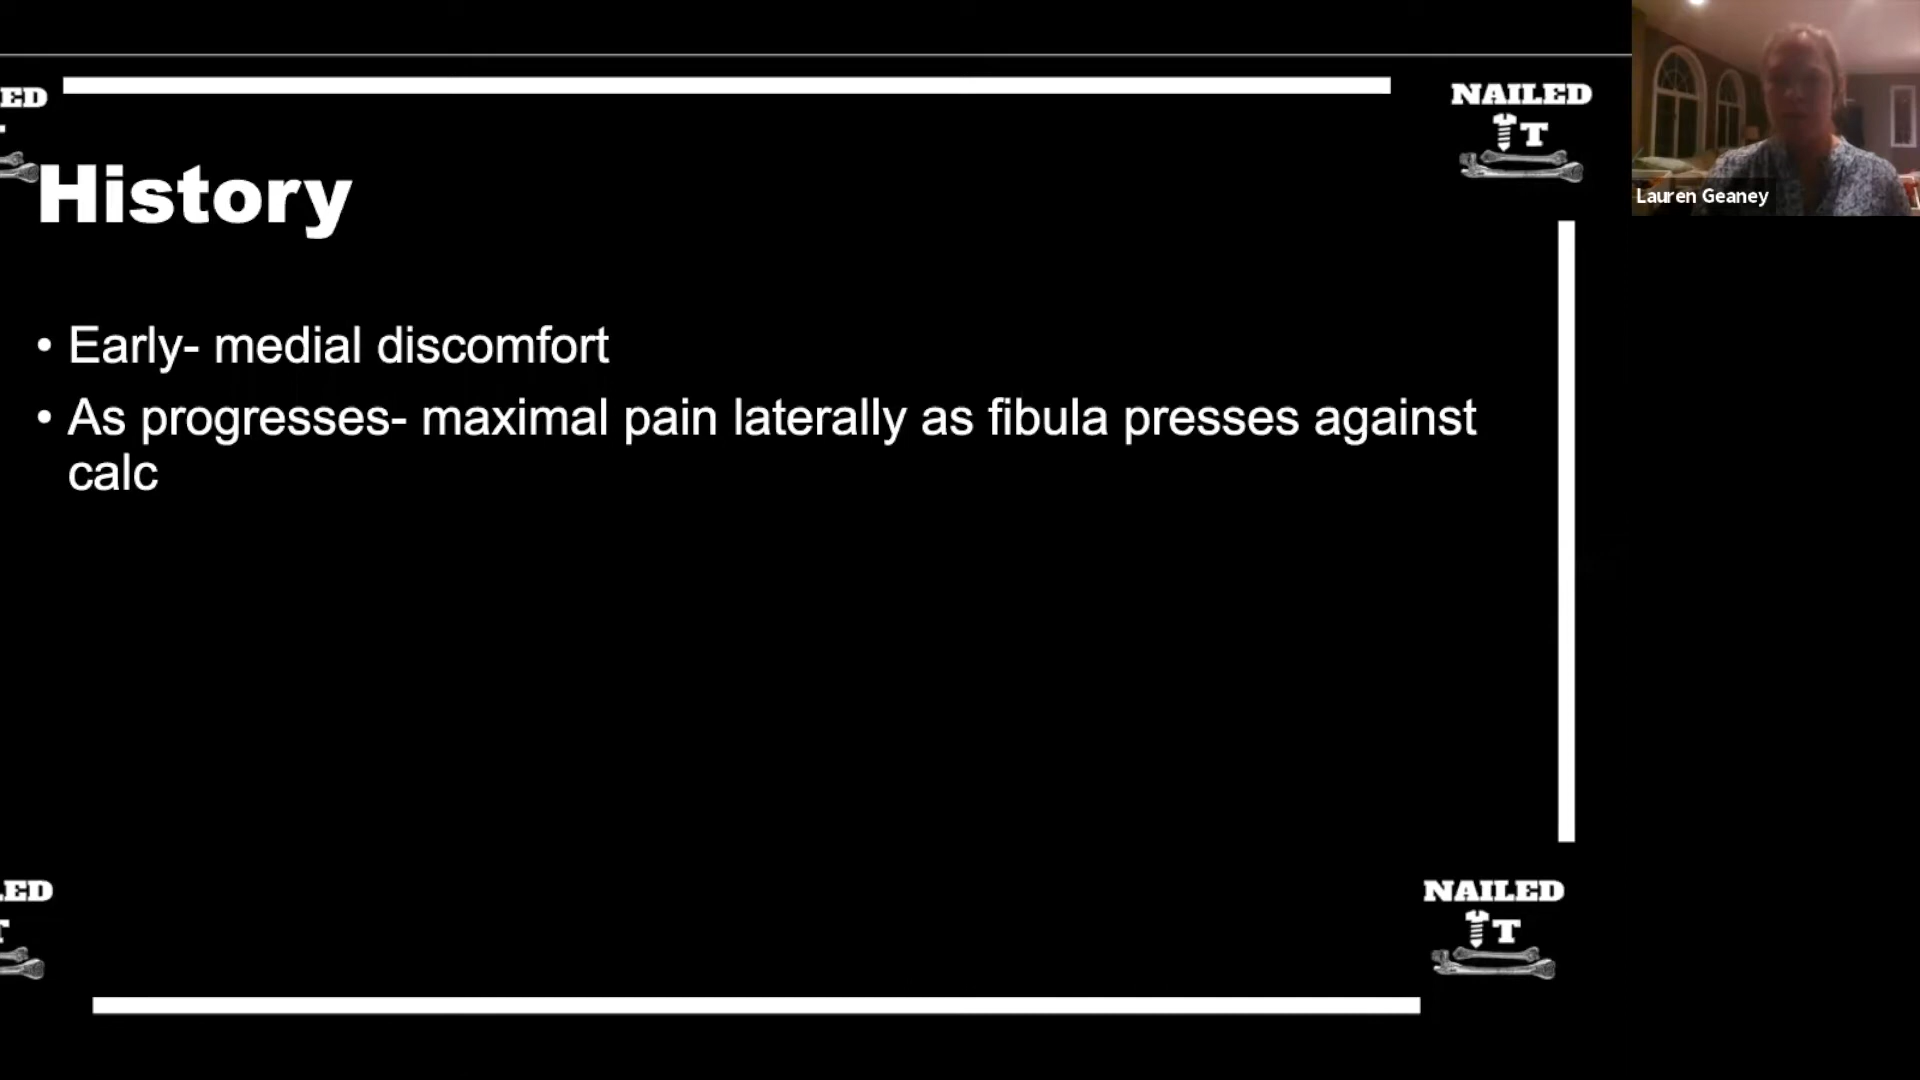 NAILED
T
ED
Lauren Geaney
History
• Early- medial discomfort
• As progresses- maximal pain laterally as fibula presses against
calc
ED
T
NAILED
T